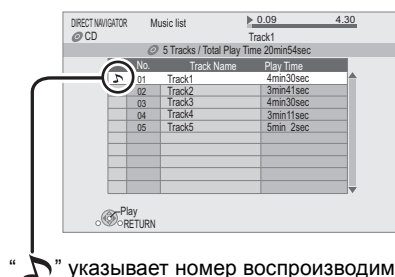 DIRECT NAVIGATOR Music list 0.09 4.30
CD Track1
5 Tracks / Total Play Time 20min54sec
No. Track Name Play Time
01 Track1 4min30sec
02 Track2 3min41sec
03 Track3 4min30sec
04 Track4 3min11sec
05 Track5 5min 2sec
Play
RETURN
“♪” указывает номер воспроизводим